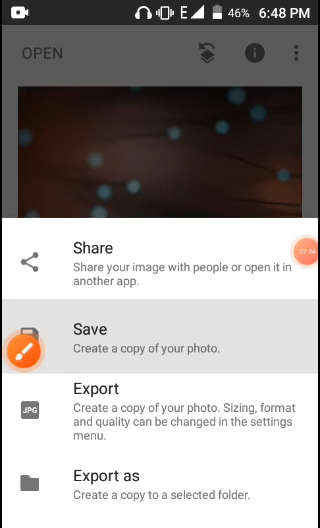 E 46% 6:48 PM
OPEN
Share
Share your image with people or open it in
another app.
Save
Create a copy of your photo.
JPG
Export
Create a copy of your photo. Sizing, format
and quality can be changed in the settings
menu.
Export as
Create a copy to a selected folder.